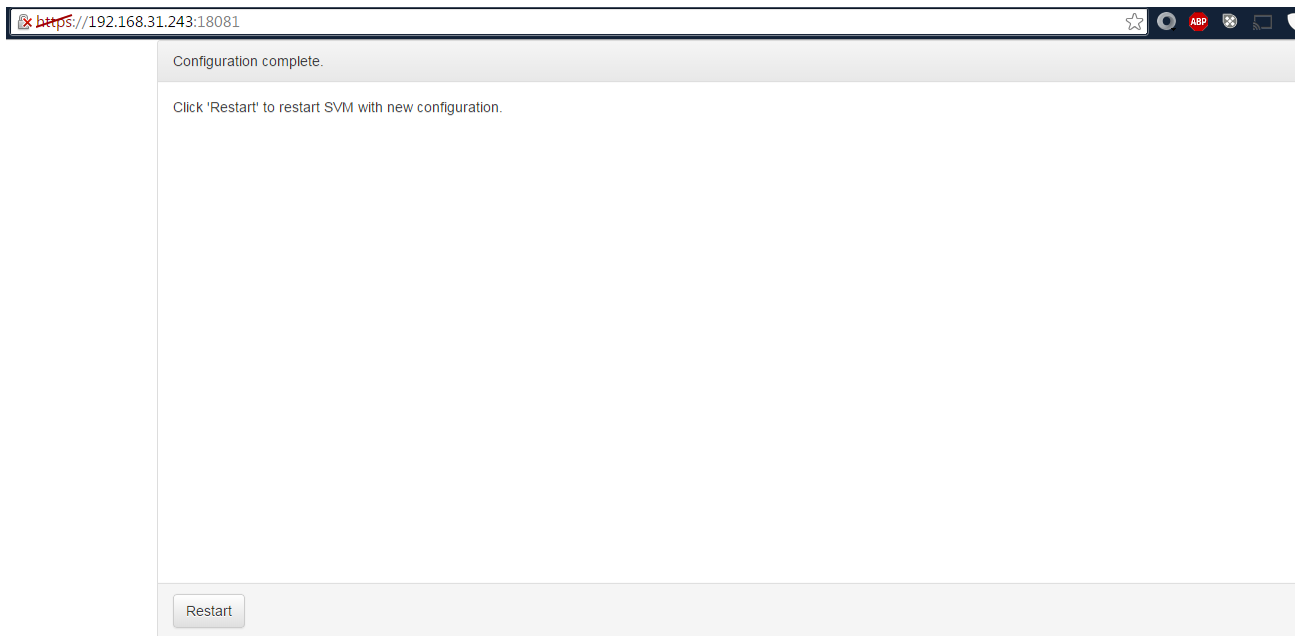 https://192.168.31.243:18081
ABP
Configuration complete.
Click 'Restart' to restart SVM with new configuration.
Restart